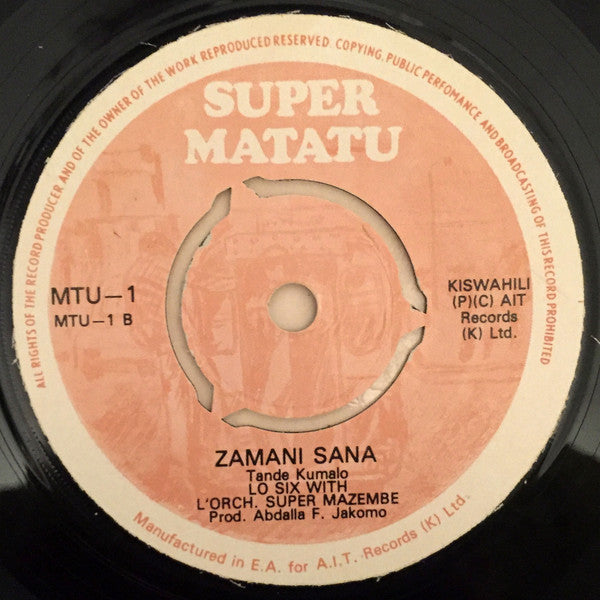 ALL RIGHTS OF THE RECORD PRODUCER AND OF THE OWNER OF THE WORK REPRODUCED RESERVED. COPYING, PUBLIC PERFOMANCE AND BROADCASTING OF THIS RECORD PROHIBITED
SUPER
MATATU
MTU—1
MTU—1 B
KISWAHILI
(P)(C) AIT
Records
(K) Ltd.
ZAMANI SANA
Tande Kumalo
LO SIX WITH
L'ORCH. SUPER MAZEMBE
Prod. Abdalla F. Jakomo
Manufactured in E.A. for A.I.T. Records (K) Ltd.